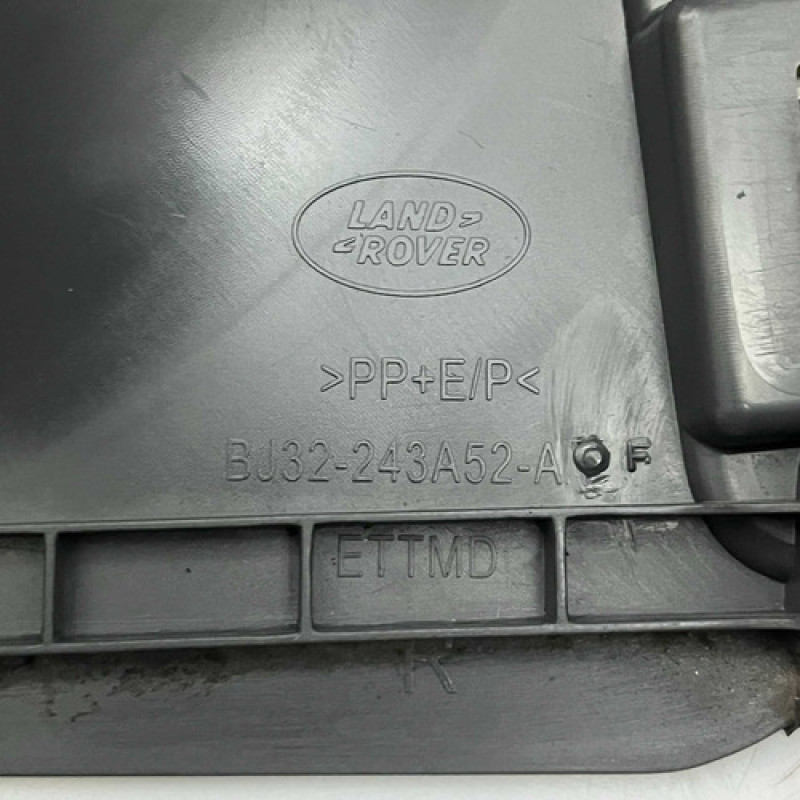 LAND
ROVER
>PP+E/P<
BJ32-243A52-A F
ETTMD
R